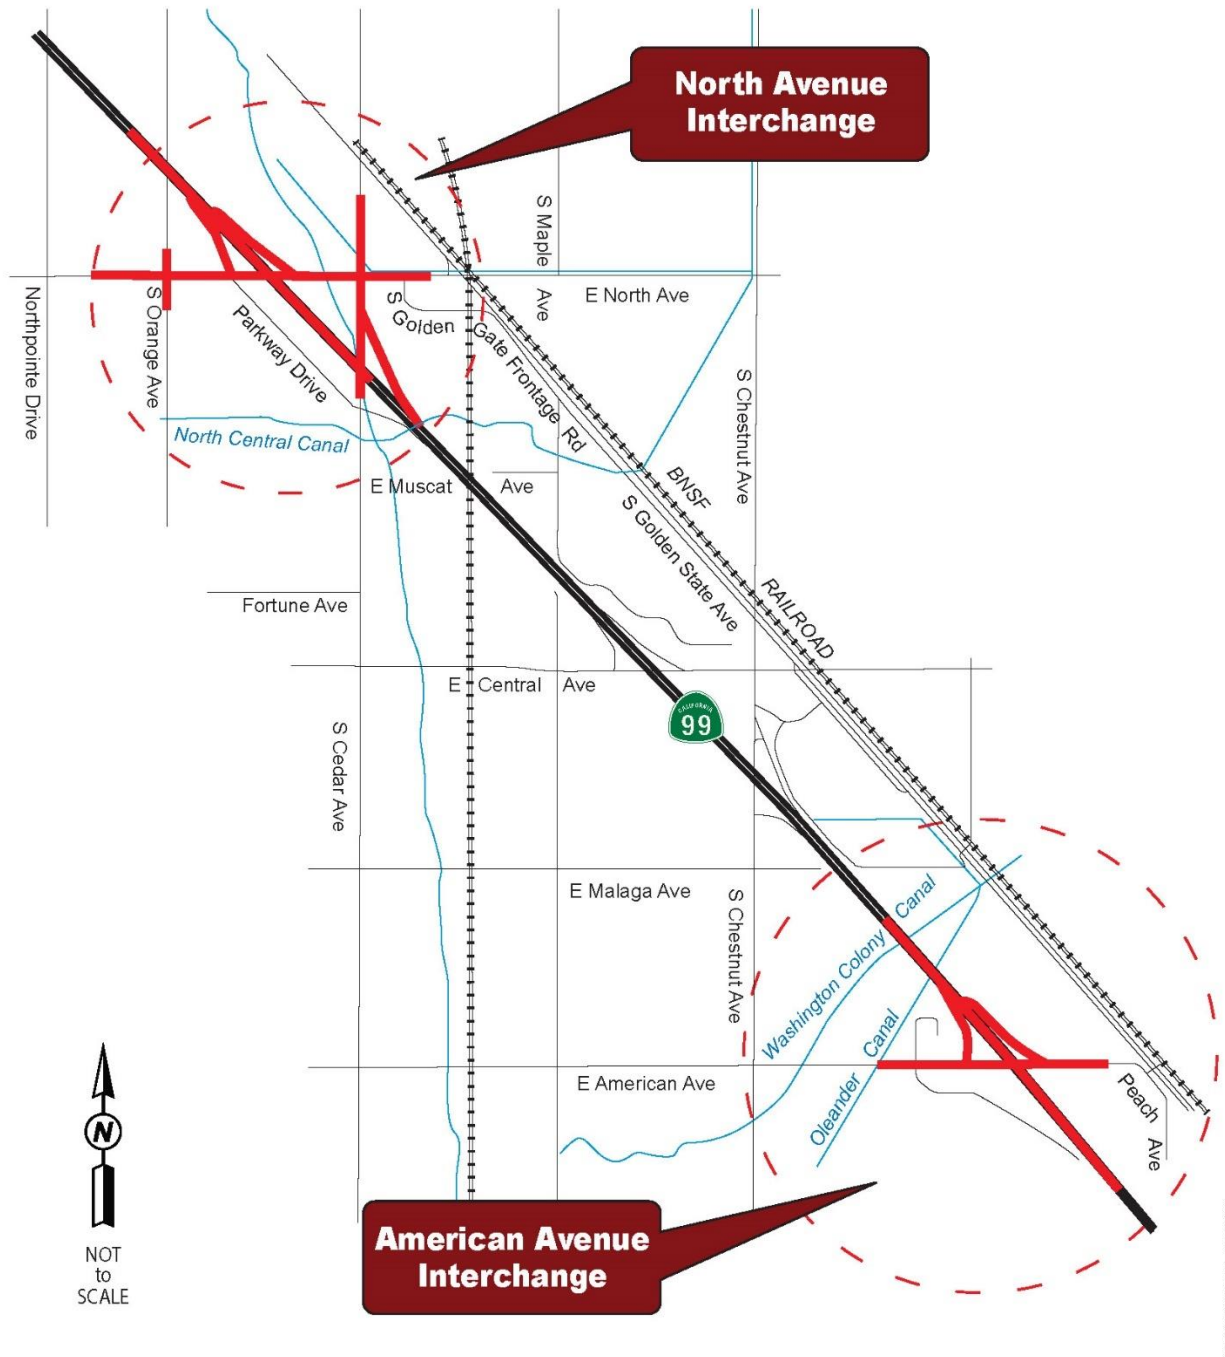 North Avenue
Interchange
S Maple
Ave
E North Ave
Northpointe Drive
S Orange Ave
Parkway Drive
S
Golden
Gate Frontage
Rd
S Chestnut Ave
North Central Canal
E Muscat
Ave
BNSF
RAILROAD
S Golden State Ave
Fortune Ave
E
Central
Ave
CALIFORNIA
99
S Cedar Ave
E Malaga Ave
S Chestnut Ave
Washington Colony
Canal
Oleander
Canal
E American Ave
Peach
Ave
N
NOT
to
SCALE
American Avenue
Interchange